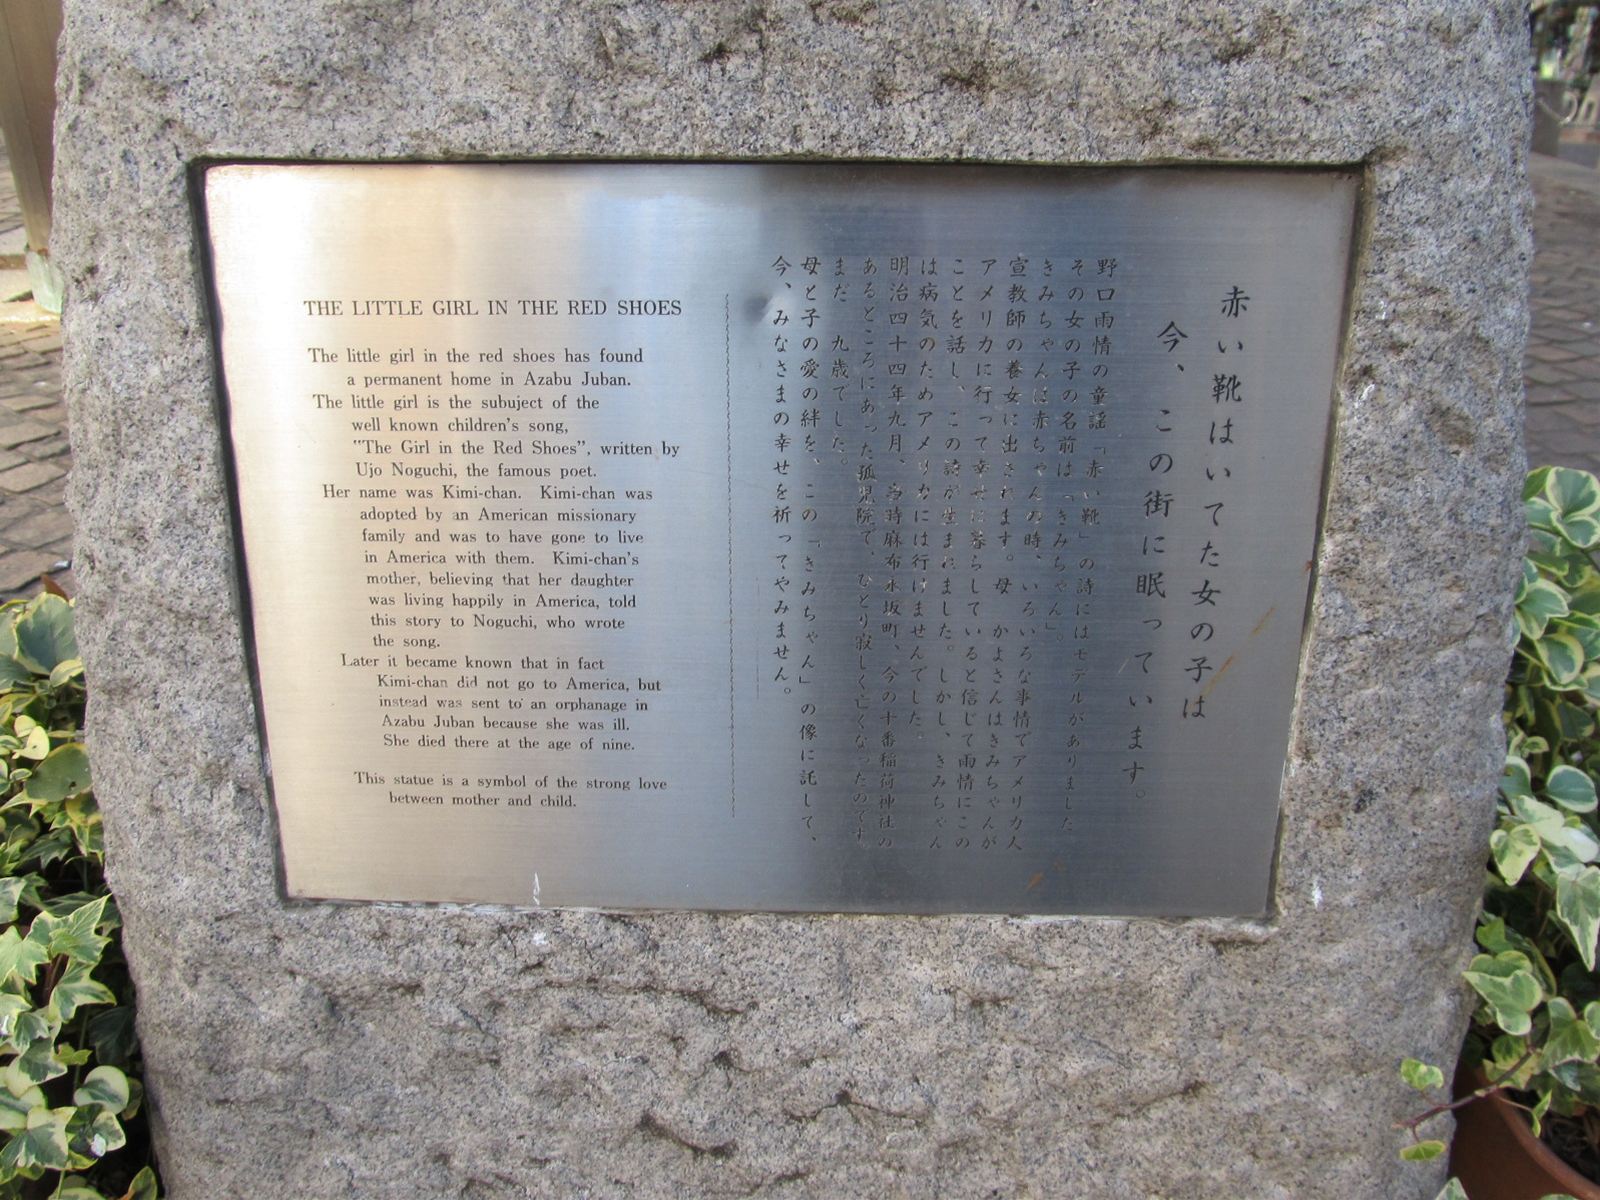 THE LITTLE GIRL IN THE RED SHOES
The little girl in the red shoes has found
a permanent home in Azabu Juban.
The little girl is the subuject of the
well known children's song,
"The Girl in the Red Shoes", written by
Ujo Noguchi, the famous poet.
Her name was Kimi-chan. Kimi-chan was
adopted by an American missionary
family and was to have gone to live
in America with them. Kimi-chan's
mother, believing that her daughter
was living happily in America, told
this story to Noguchi, who wrote
the song.
Later it became known that in fact
Kimi-chan did not go to America, but
instead was sent to an orphanage in
Azabu Juban because she was ill.
She died there at the age of nine.
This statue is a symbol of the strong love
between mother and child.
赤い靴はいてた女の子は
今、この街に眠っています。
野口雨情の童謡「赤い靴」の詩にはモデルがありました
その女の子の名前は「きみちゃん」。
きみちゃんは赤ちゃんの時、いろいろな事情でアメリカ人
宣教師の養女に出されます。母 かよさんはきみちゃんが
アメリカに行って幸せに暮らしていると信じて雨情にこの
ことを話し、この詩が生まれました。しかし、きみちゃん
は病気のためアメリカには行けませんでした。
明治四十四年九月、当時麻布永坂町、今の十番稲荷神社の
あるところにあった孤児院で、ひとり寂しく亡くなったのです。
まだ 九歳でした。
母と子の愛の絆を、この「きみちゃん」の像に託して、
今、みなさまの幸せを祈ってやみません。